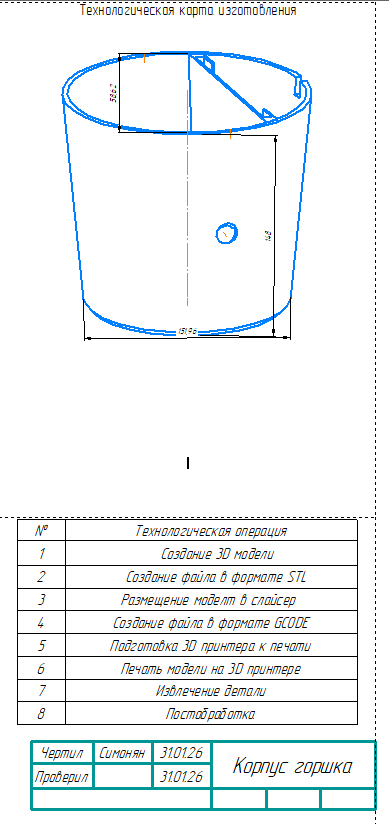 Технологическая карта изготовления
58,62
148
151,96
№ Технологическая операция
1 Создание 3D модели
2 Создание файла в формате STL
3 Размещение моделт в слайсер
4 Создание файла в формате GCODE
5 Подготовка 3D принтера к печати
6 Печать модели на 3D принтере
7 Извлечение детали
8 Постобработка
Чертил Симонян 31.01.26 Корпус горшка
Проверил 31.01.26